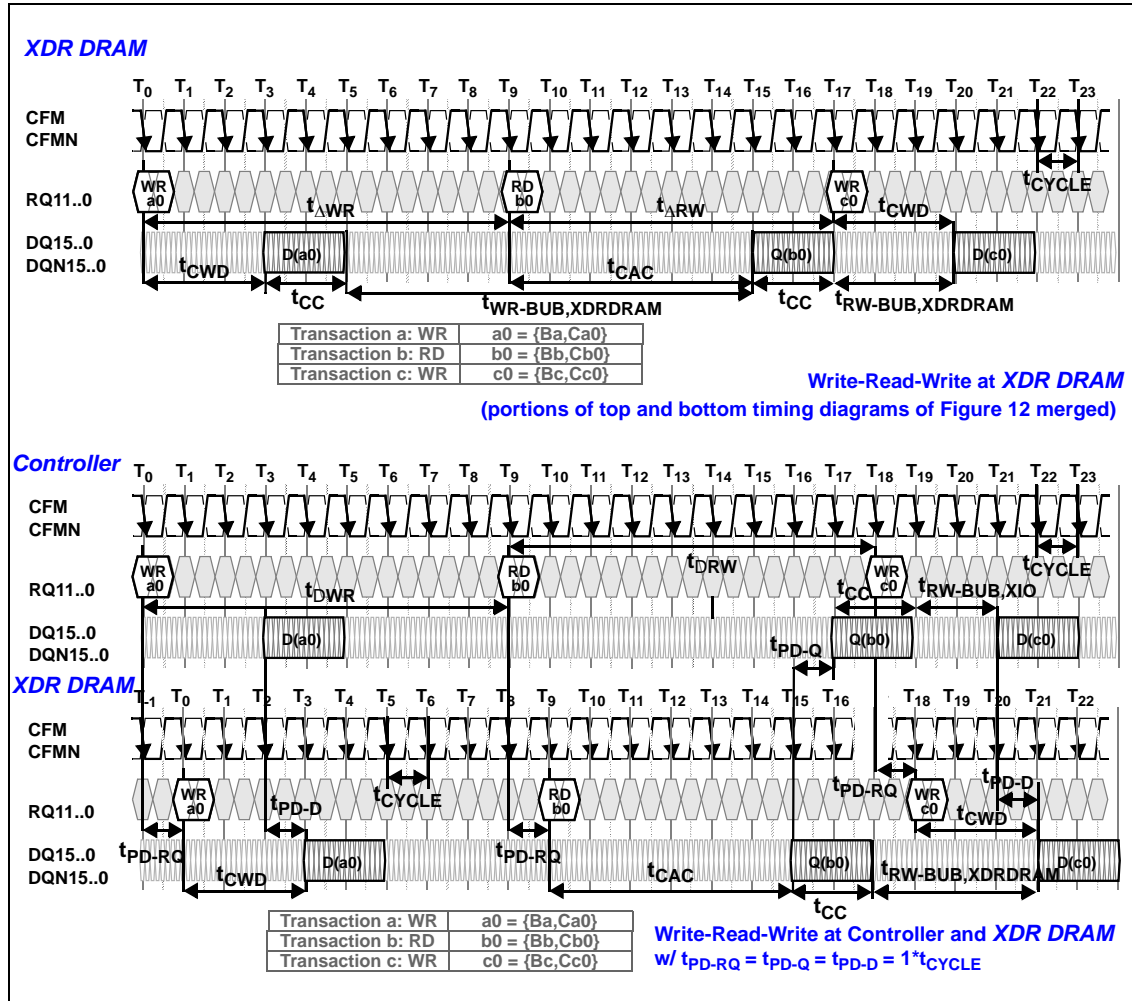 XDR DRAM
T0 T1 T2 T3 T4 T5 T6 T7 T8 T9 T10 T11 T12 T13 T14 T15 T16 T17 T18 T19 T20 T21 T22 T23
CFM
CFMN
tCYCLE
RQ11..0
WR a0
RD b0
WR c0
tΔWR
tΔRW
tCWD
DQ15..0
DQN15..0
D(a0)
Q(b0)
D(c0)
tCWD
tCC
tCAC
tCC
tWR-BUB,XDRDRAM
tRW-BUB,XDRDRAM
Transaction a: WR a0 = {Ba,Ca0}
Transaction b: RD b0 = {Bb,Cb0}
Transaction c: WR c0 = {Bc,Cc0}
Write-Read-Write at XDR DRAM
(portions of top and bottom timing diagrams of Figure 12 merged)
Controller
T0 T1 T2 T3 T4 T5 T6 T7 T8 T9 T10 T11 T12 T13 T14 T15 T16 T17 T18 T19 T20 T21 T22 T23
CFM
CFMN
tDRW
tCYCLE
RQ11..0
WR a0
RD b0
WR c0
tDWR
tCC
tRW-BUB,XIO
DQ15..0
DQN15..0
D(a0)
Q(b0)
D(c0)
tPD-Q
XDR DRAM
T-1 T0 T1 T2 T3 T4 T5 T6 T7 T8 T9 T10 T11 T12 T13 T14 T15 T16 T18 T19 T20 T21 T22
CFM
CFMN
tPD-RQ
tPD-D
RQ11..0
WR a0
tPD-D
tCYCLE
RD b0
WR c0
tCWD
tPD-RQ
tPD-RQ
DQ15..0
DQN15..0
D(a0)
Q(b0)
D(c0)
tCWD
tCAC
tCC
tRW-BUB,XDRDRAM
Transaction a: WR a0 = {Ba,Ca0}
Transaction b: RD b0 = {Bb,Cb0}
Transaction c: WR c0 = {Bc,Cc0}
Write-Read-Write at Controller and XDR DRAM
w/ tPD-RQ = tPD-Q = tPD-D = 1*tCYCLE